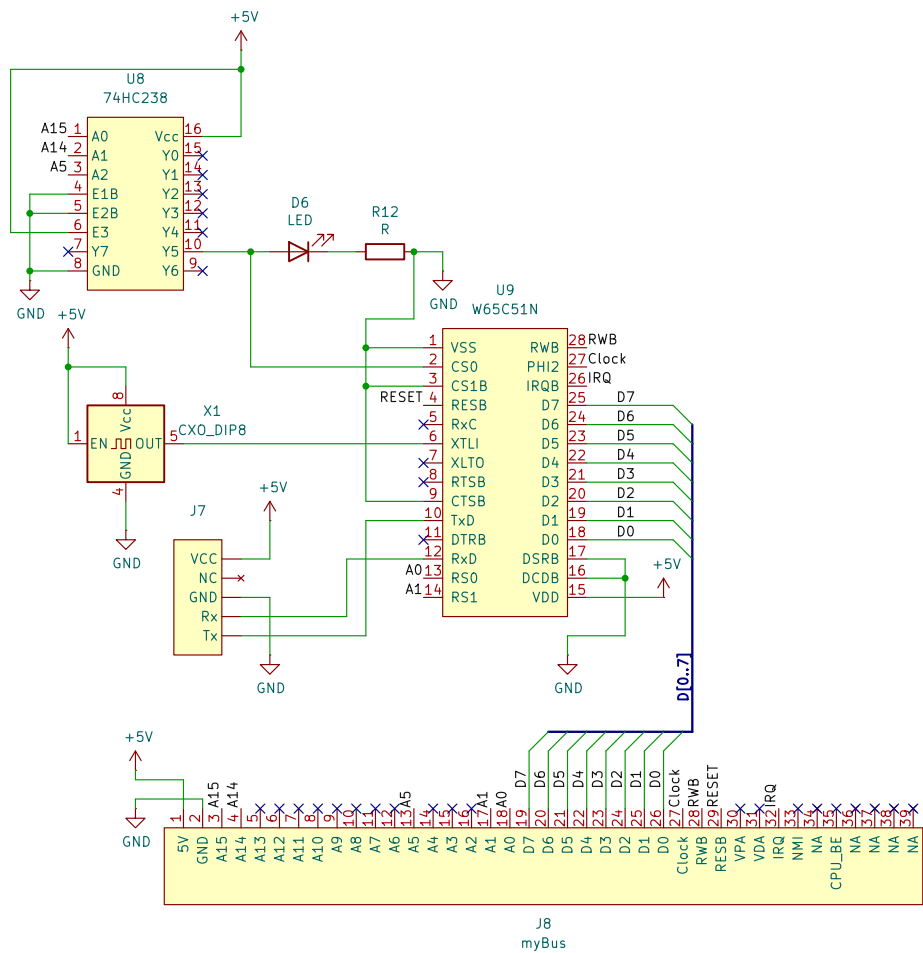 +5V
U8
74HC238
A15 1 A0 Vcc 16
A14 2 A1 Y0 15
A5 3 A2 Y1 14
4 E1B Y2 13
5 E2B Y3 12
6 E3 Y4 11
7 Y7 Y5 10
8 GND Y6 9
GND
D6
LED
R12
R
GND
U9
W65C51N
1 VSS RWB 28 RWB
2 CS0 PHI2 27 Clock
3 CS1B IRQB 26 IRQ
RESET 4 RESB D7 25 D7
5 RxC D6 24 D6
6 XTLI D5 23 D5
7 XLTO D4 22 D4
8 RTSB D3 21 D3
9 CTSB D2 20 D2
10 TxD D1 19 D1
11 DTRB D0 18 D0
12 RxD DSRB 17
A0 13 RS0 DCDB 16
A1 14 RS1 VDD 15
+5V
GND
D[0..7]
+5V
X1
CXO_DIP8
8
Vcc
1 EN OUT 5
GND
4
GND
J7
+5V
VCC
NC
GND
Rx
Tx
GND
+5V
GND
A15 A14 A5 A1 A0 D7 D6 D5 D4 D3 D2 D1 D0 Clock RWB RESET IRQ
1 2 3 4 5 6 7 8 9 10 11 12 13 14 15 16 17 18 19 20 21 22 23 24 25 26 27 28 29 30 31 32 33 34 35 36 37 38 39
5V GND A15 A14 A13 A12 A11 A10 A9 A8 A7 A6 A5 A4 A3 A2 A1 A0 D7 D6 D5 D4 D3 D2 D1 D0 Clock RWB RESB VPA VDA IRQ NMI NA CPU_BE NA NA NA NA
J8
myBus